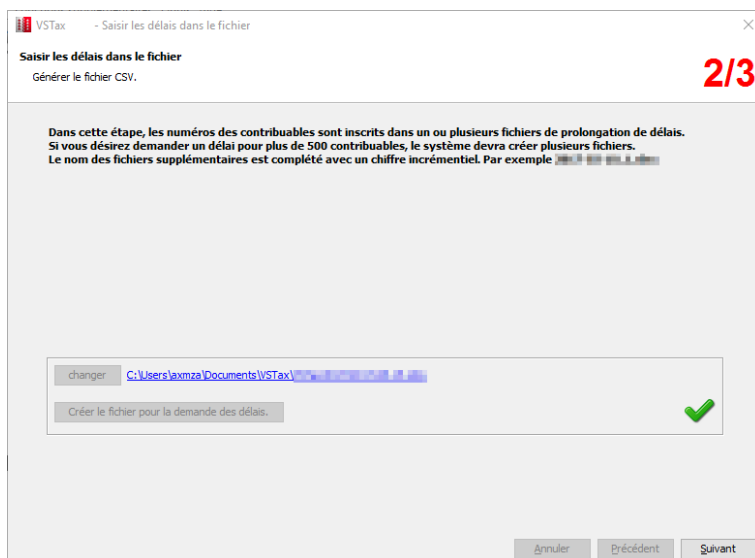 VSTax - Saisir les délais dans le fichier
Saisir les délais dans le fichier
Générer le fichier CSV.
2/3
Dans cette étape, les numéros des contribuables sont inscrits dans un ou plusieurs fichiers de prolongation de délais.
Si vous désirez demander un délai pour plus de 500 contribuables, le système devra créer plusieurs fichiers.
Le nom des fichiers supplémentaires est complété avec un chiffre incrémentiel. Par exemple
changer C:\Users\axmza\Documents\VSTax\
Créer le fichier pour la demande des délais.
Annuler Précédent Suivant